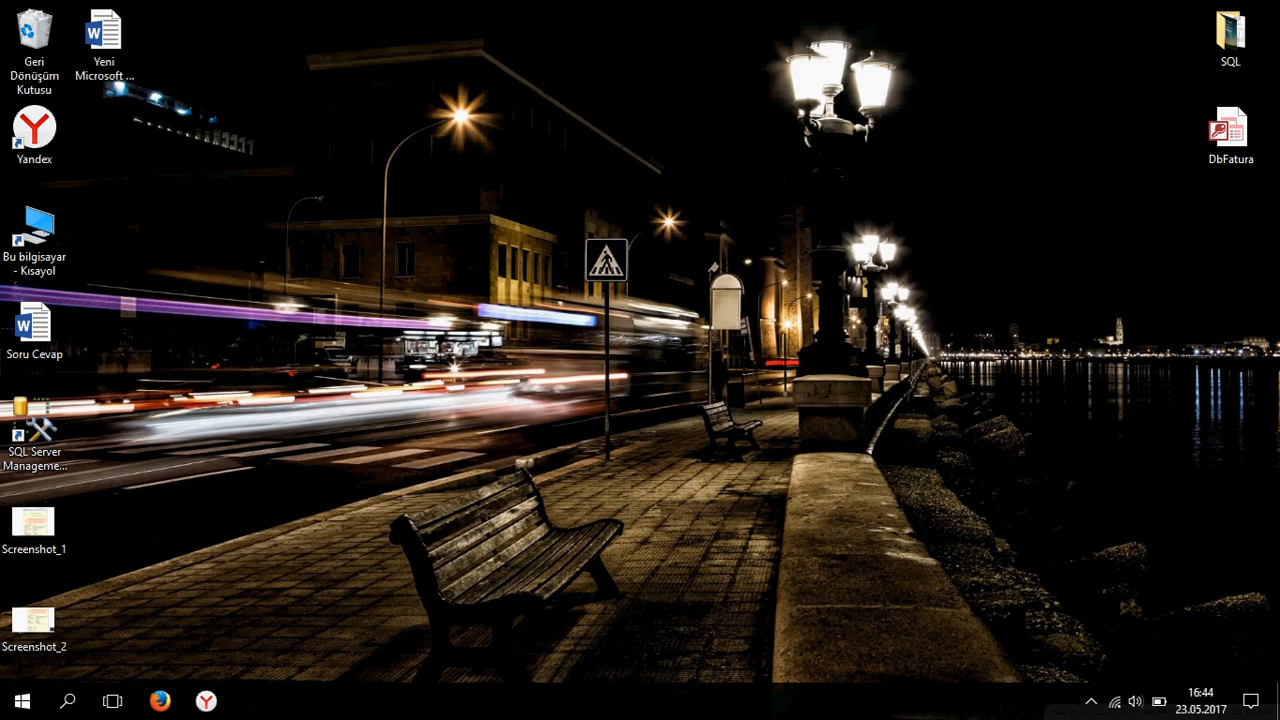 Geri
Dönüşüm
Kutusu
Yeni
Microsoft ...
Yandex
Bu bilgisayar
- Kısayol
Soru Cevap
SQL Server
Manageme...
Screenshot_1
Screenshot_2
SQL
DbFatura
16:44
23.05.2017